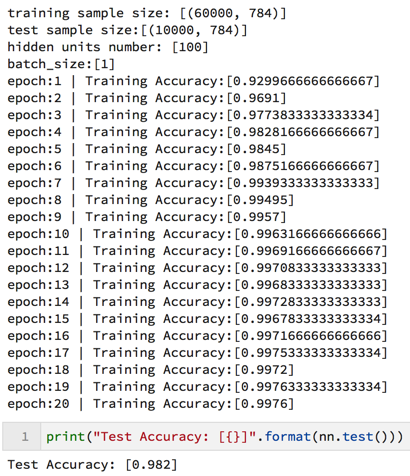 training sample size: [(60000, 784)]
test sample size:[(10000, 784)]
hidden units number: [100]
batch_size:[1]
epoch:1 | Training Accuracy:[0.9299666666666667]
epoch:2 | Training Accuracy:[0.9691]
epoch:3 | Training Accuracy:[0.9773833333333334]
epoch:4 | Training Accuracy:[0.9828166666666667]
epoch:5 | Training Accuracy:[0.9845]
epoch:6 | Training Accuracy:[0.9875166666666667]
epoch:7 | Training Accuracy:[0.9939333333333333]
epoch:8 | Training Accuracy:[0.99495]
epoch:9 | Training Accuracy:[0.9957]
epoch:10 | Training Accuracy:[0.9963166666666666]
epoch:11 | Training Accuracy:[0.9969166666666667]
epoch:12 | Training Accuracy:[0.9970833333333333]
epoch:13 | Training Accuracy:[0.9968333333333333]
epoch:14 | Training Accuracy:[0.9972833333333333]
epoch:15 | Training Accuracy:[0.9967833333333334]
epoch:16 | Training Accuracy:[0.9971666666666666]
epoch:17 | Training Accuracy:[0.9975333333333334]
epoch:18 | Training Accuracy:[0.9972]
epoch:19 | Training Accuracy:[0.9976333333333334]
epoch:20 | Training Accuracy:[0.9976]
1 print("Test Accuracy: [{}]".format(nn.test()))
Test Accuracy: [0.982]